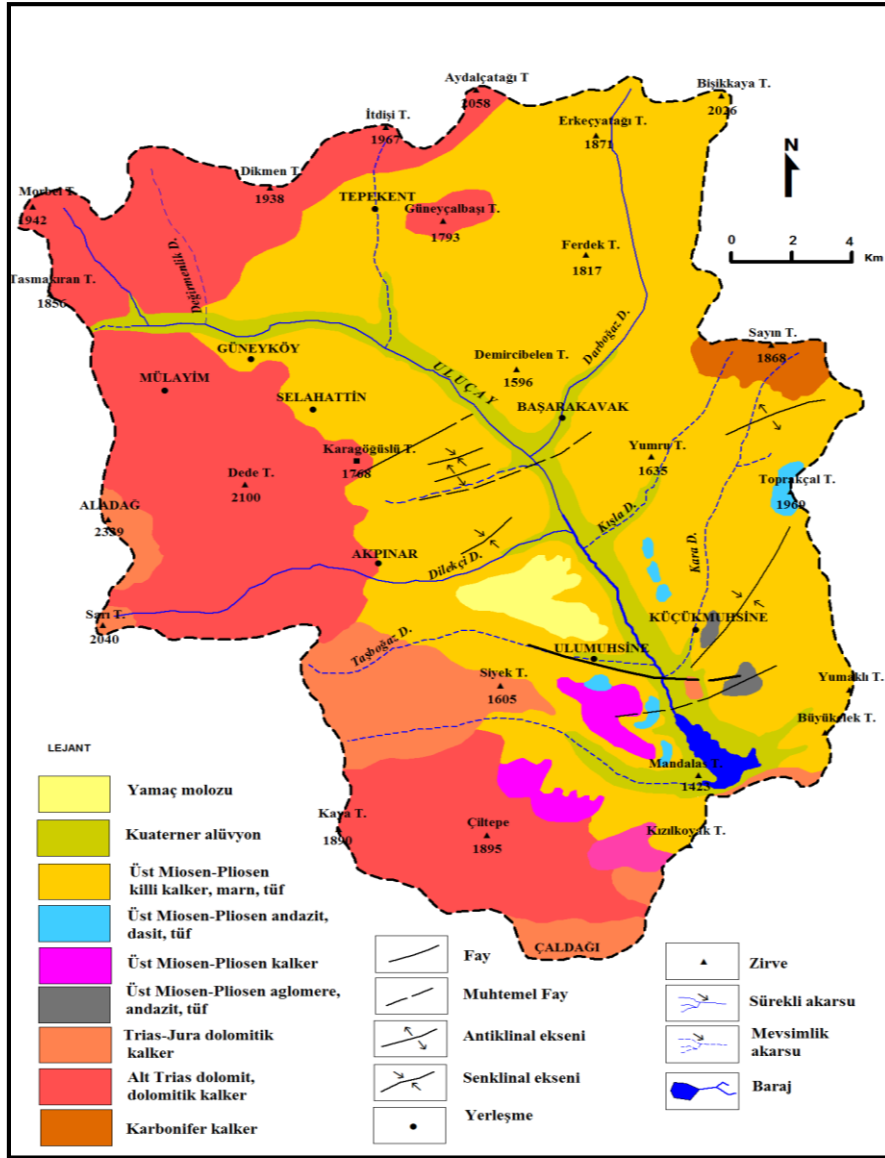 Aydalçatağı T
2058
Bişikkaya T.
2026
İtdişi T.
1967
Erkeçyatağı T.
1871
N
Dikmen T.
1938
TEPEKENT
Morbel T.
1942
Güneyçalbaşı T.
1793
Değirmenlik D.
Ferdek T.
1817
0 2 4
Km
Tasmakıran T.
1856
Darboğaz D.
Sayın T.
1868
GÜNEYKÖY
ULUÇAY
Demircibelen T.
1596
MÜLAYİM
SELAHATTİN
BAŞARAKAVAK
Karagöğüslü T.
1768
Yumru T.
1635
Dede T.
2100
Toprakçal T.
1969
ALADAĞ
2339
Kışla D.
Kara D.
AKPINAR
Dilekçi D.
Sarı T.
2040
KÜÇÜKMUHSİNE
Taşboğaz D.
ULUMUHSİNE
Siyek T.
1605
Yumaklı T.
Mandalas T.
1423
Kaya T.
1890
Çiltepe
1895
Kızılkoyak T.
ÇALDAĞI
LEJANT
Yamaç molozu
Kuaterner alüvyon
Üst Miosen-Pliosen
killi kalker, marn, tüf
Üst Miosen-Pliosen andazit,
dasit, tüf
Üst Miosen-Pliosen kalker
Üst Miosen-Pliosen aglomere,
andazit, tüf
Trias-Jura dolomitik
kalker
Alt Trias dolomit,
dolomitik kalker
Karbonifer kalker
Fay
Muhtemel Fay
Antiklinal ekseni
Senklinal ekseni
Yerleşme
Zirve
Sürekli akarsu
Mevsimlik
akarsu
Baraj